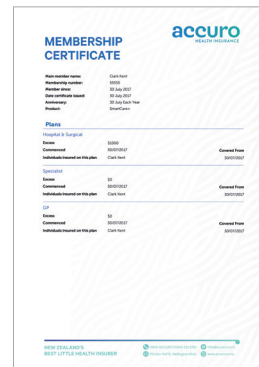 accuro
HEALTH INSURANCE
MEMBERSHIP
CERTIFICATE
Main member name: Clark Kent
Membership number: 55555
Member since: 30 July 2017
Date certificate issued: 30 July 2017
Anniversary: 30 July Each Year
Product: SmartCare+
Plans
Hospital & Surgical
Excess $1000
Commenced 30/07/2017 Covered From
Individuals insured on this plan Clark Kent 30/07/2017
Specialist
Excess $0
Commenced 30/07/2017 Covered From
Individuals insured on this plan Clark Kent 30/07/2017
GP
Excess $0
Commenced 30/07/2017 Covered From
Individuals insured on this plan Clark Kent 30/07/2017
NEW ZEALAND'S
BEST LITTLE HEALTH INSURER